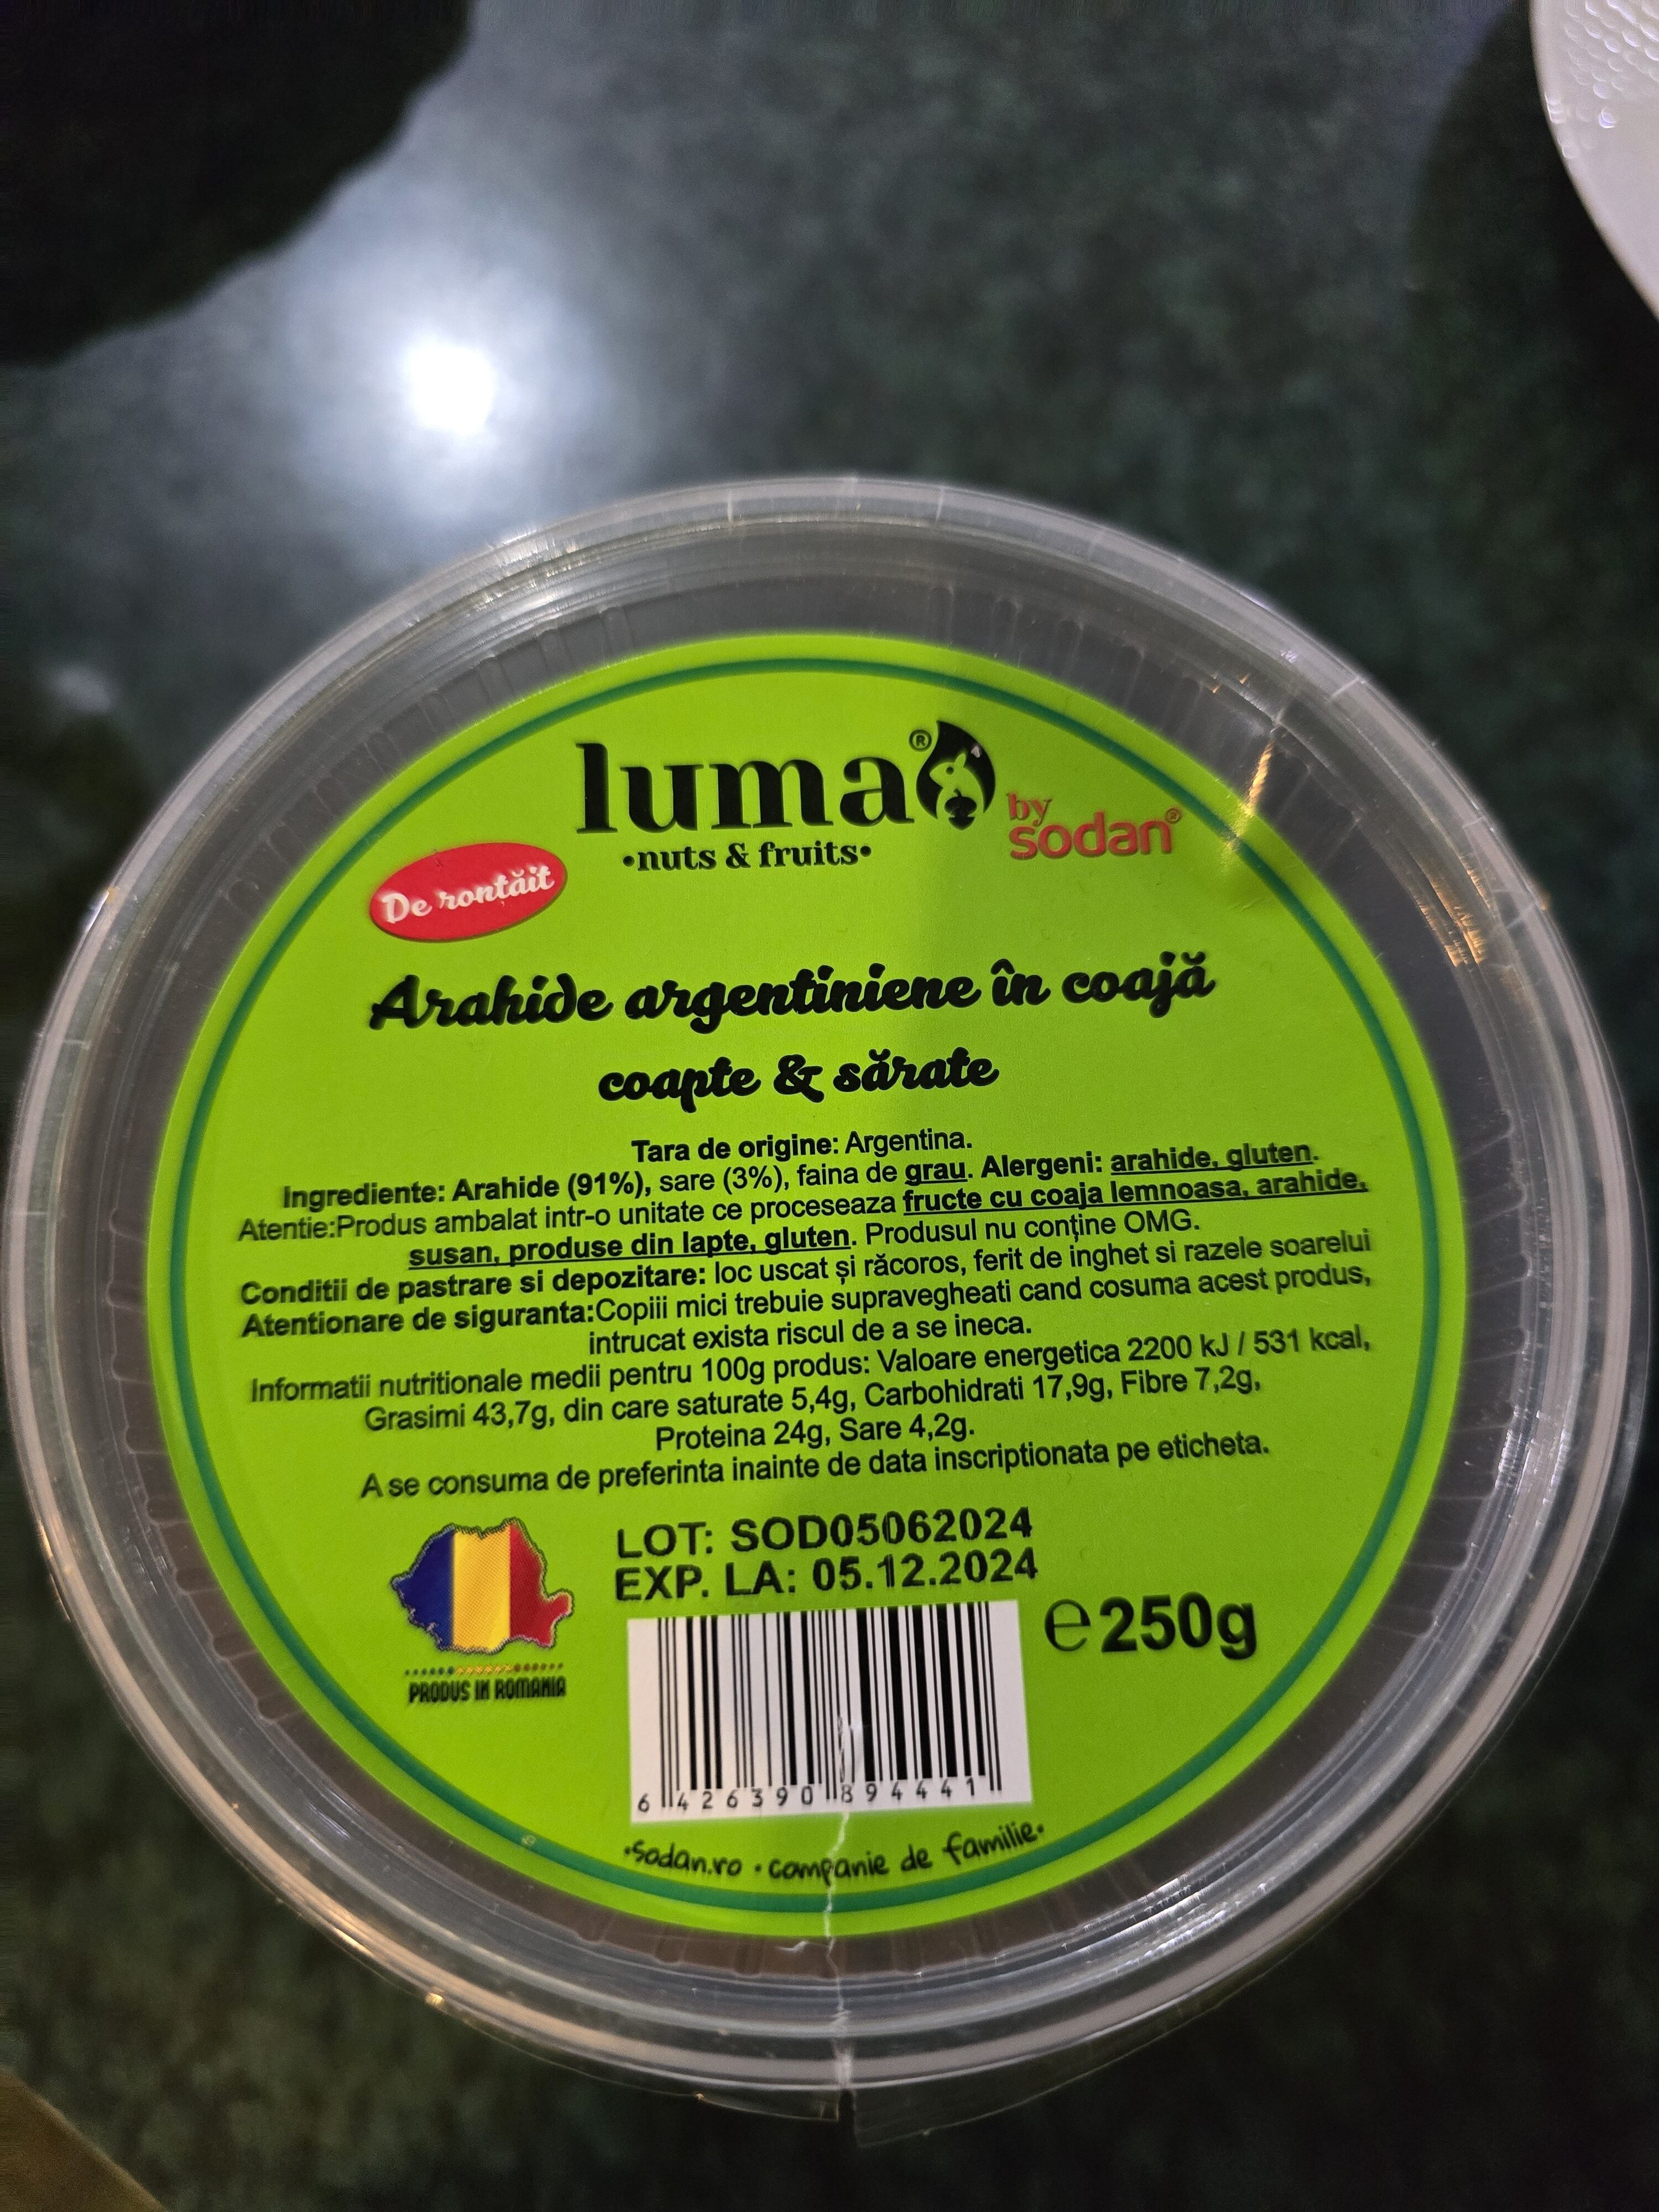 luma®
by
sodan®
•nuts & fruits•
De rontăit
Arahide argentiniene în coajă
coapte & sărate
Tara de origine: Argentina.
Ingrediente: Arahide (91%), sare (3%), faina de grau. Alergeni: arahide, gluten.
Atentie:Produs ambalat intr-o unitate ce proceseaza fructe cu coaja lemnoasa, arahide,
susan, produse din lapte, gluten. Produsul nu conține OMG.
Conditii de pastrare si depozitare: loc uscat și răcoros, ferit de inghet si razele soarelui
Atentionare de siguranta:Copiii mici trebuie supravegheati cand cosuma acest produs,
intrucat exista riscul de a se ineca.
Informatii nutritionale medii pentru 100g produs: Valoare energetica 2200 kJ / 531 kcal,
Grasimi 43,7g, din care saturate 5,4g, Carbohidrati 17,9g, Fibre 7,2g,
Proteina 24g, Sare 4,2g.
A se consuma de preferinta inainte de data inscriptionata pe eticheta.
LOT: SOD05062024
EXP. LA: 05.12.2024
℮250g
PRODUS IN ROMANIA
6 426390 894441
•sodan.ro • companie de familie•